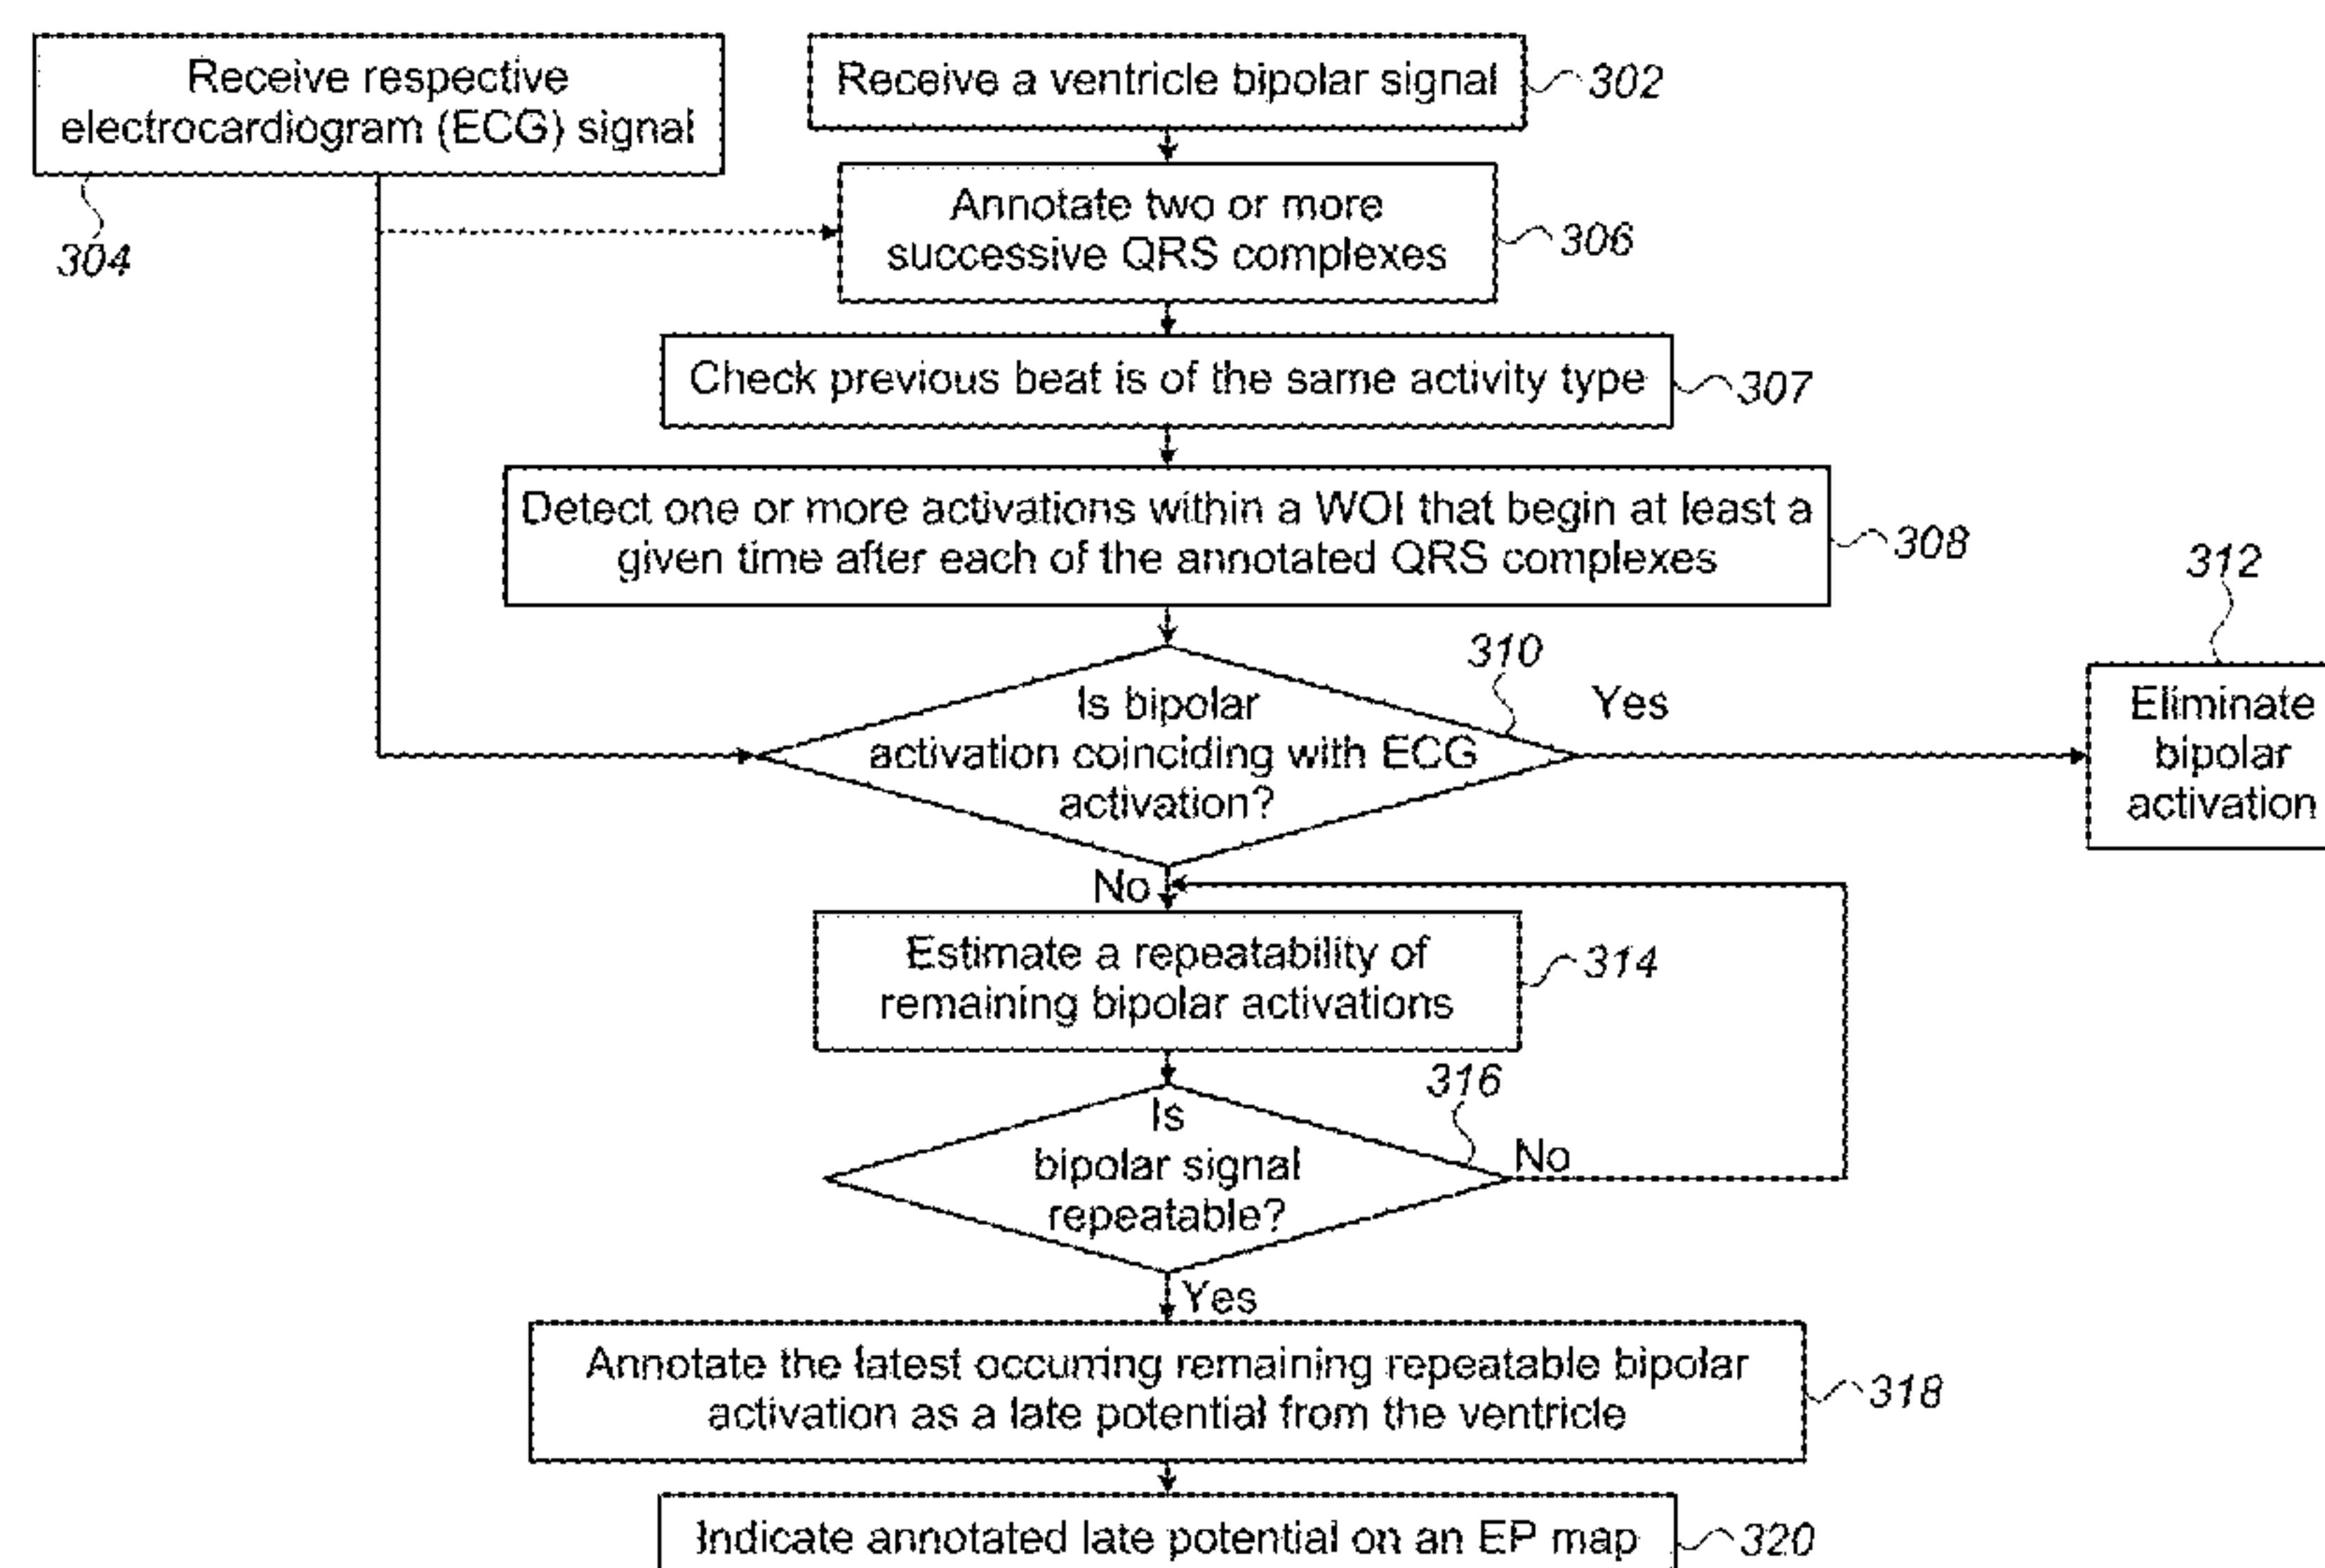 Receive respective
electrocardiogram (ECG) signal
304
Receive a ventricle bipolar signal
302
Annotate two or more
successive QRS complexes
306
Check previous beat is of the same activity type
307
Detect one or more activations within a WOI that begin at least a
given time after each of the annotated QRS complexes
308
Is bipolar
activation coinciding with ECG
activation?
310
Yes
312
Eliminate
bipolar
activation
No
Estimate a repeatability of
remaining bipolar activations
314
Is
bipolar signal
repeatable?
316
No
Yes
Annotate the latest occurring remaining repeatable bipolar
activation as a late potential from the ventricle
318
Indicate annotated late potential on an EP map
320